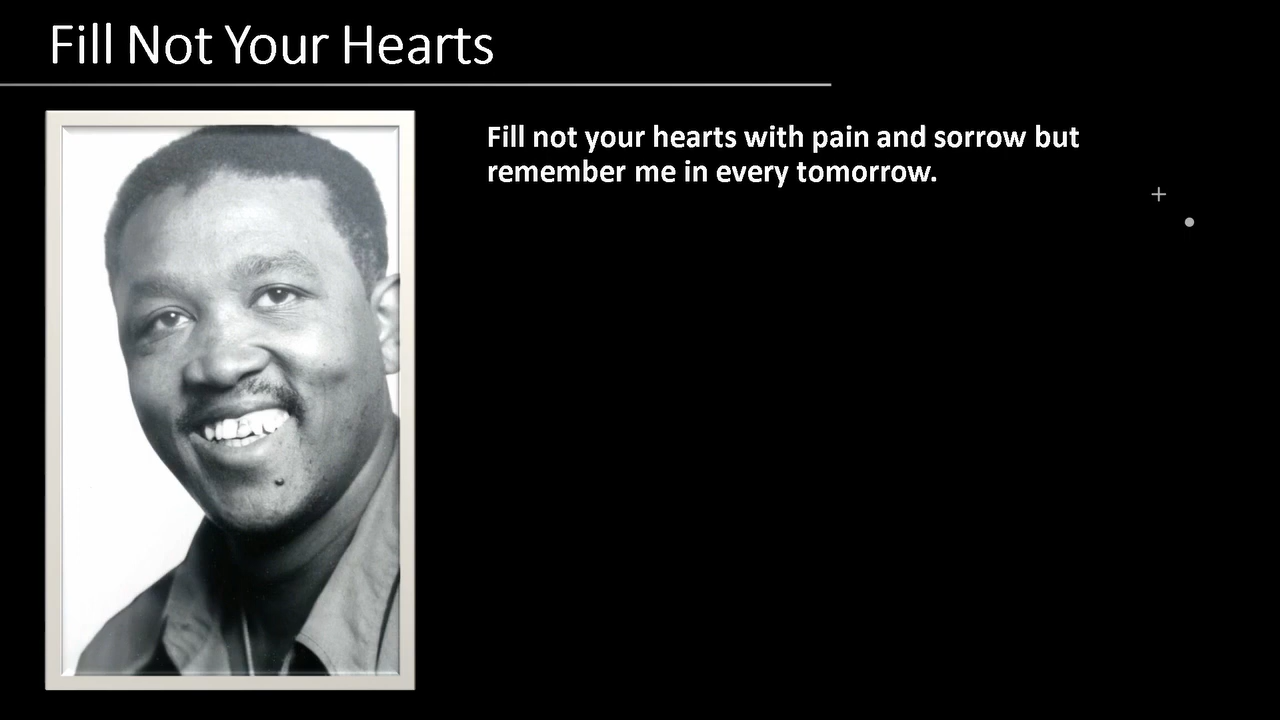 Fill Not Your Hearts
Fill not your hearts with pain and sorrow but
remember me in every tomorrow.